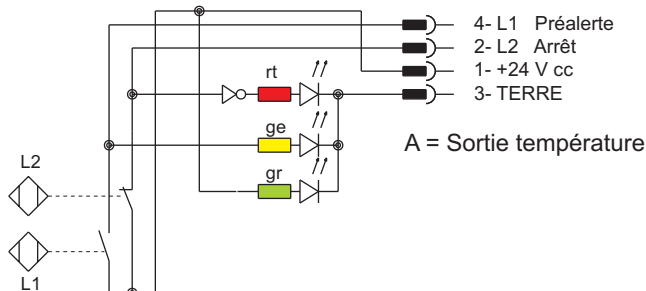 4- L1 Préalerte
2- L2 Arrêt
1- +24 V cc
3- TERRE
rt
ge
gr
A = Sortie température
L2
L1